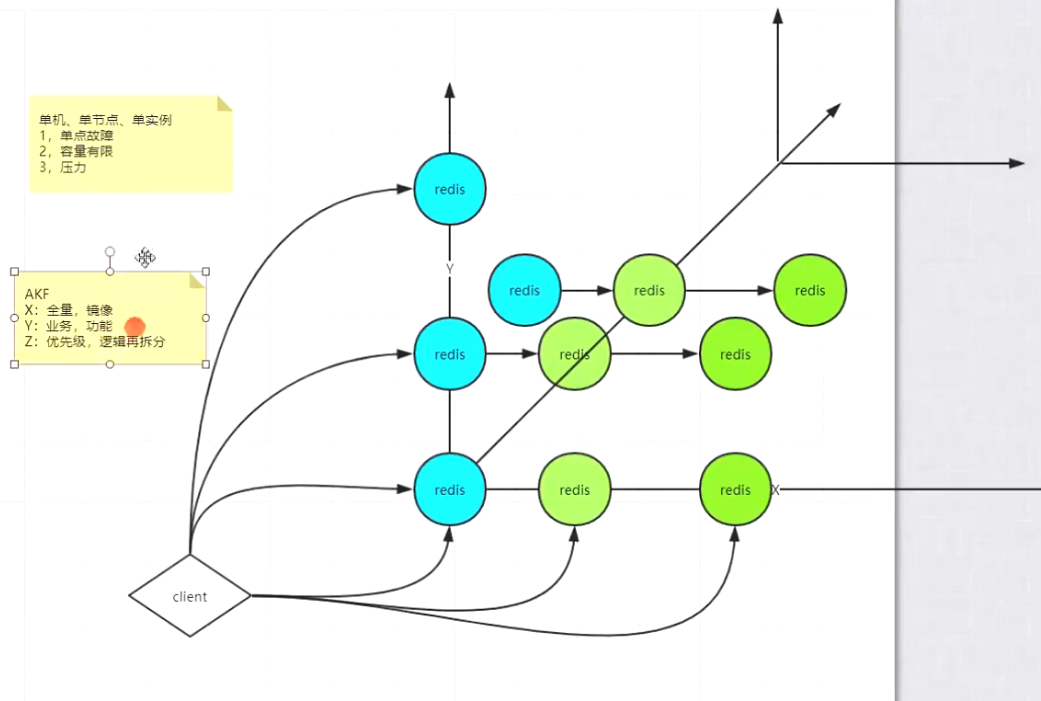 单机、单节点、单实例
1，单点故障
2，容量有限
3，压力
redis
Y
AKF
X：全量，镜像
Y：业务，功能
Z：优先级，逻辑再拆分
redis
redis
redis
redis
redis
redis
redis
redis
redis
X
client